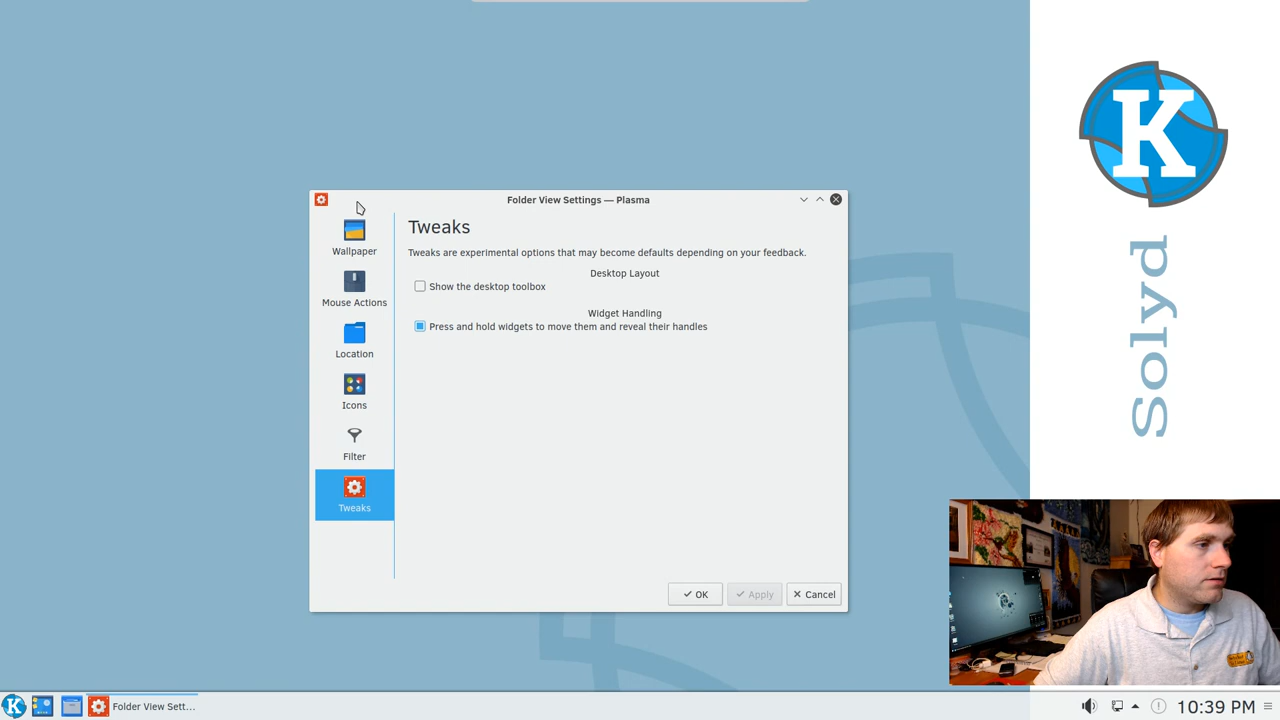 Folder View Settings — Plasma
Wallpaper
Mouse Actions
Location
Icons
Filter
Tweaks
Tweaks
Tweaks are experimental options that may become defaults depending on your feedback.
Desktop Layout
Show the desktop toolbox
Widget Handling
Press and hold widgets to move them and reveal their handles
OK
Apply
Cancel
K
Solyd
K
Folder View Sett...
10:39 PM